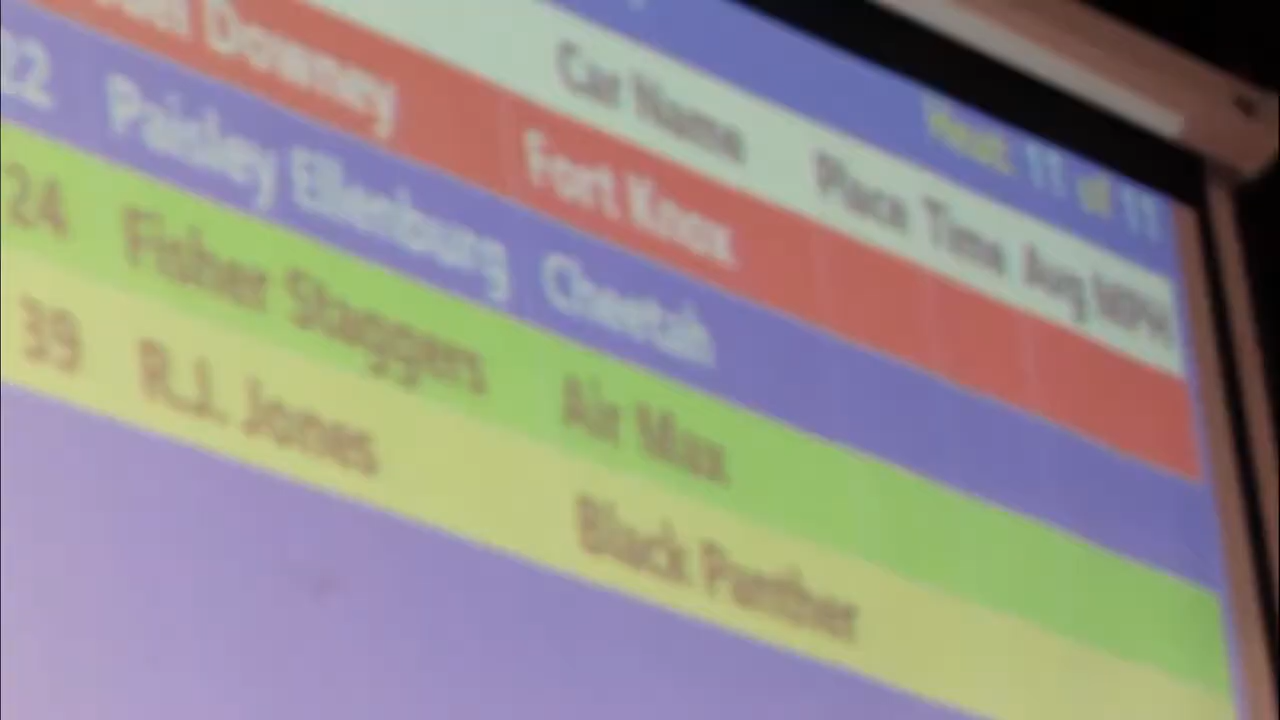 Heat 11 of 11
Car Name Place Time Avg MPH
Downey Fort Knox
22 Paisley Ellenburg Cheetah
24 Fisher Staggers Air Max
39 R.J. Jones Black Panther